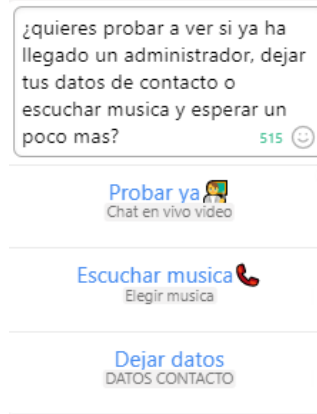 ¿quieres probar a ver si ya ha
llegado un administrador, dejar
tus datos de contacto o
escuchar musica y esperar un
poco mas?
515
Probar ya
Chat en vivo video
Escuchar musica
Elegir musica
Dejar datos
DATOS CONTACTO